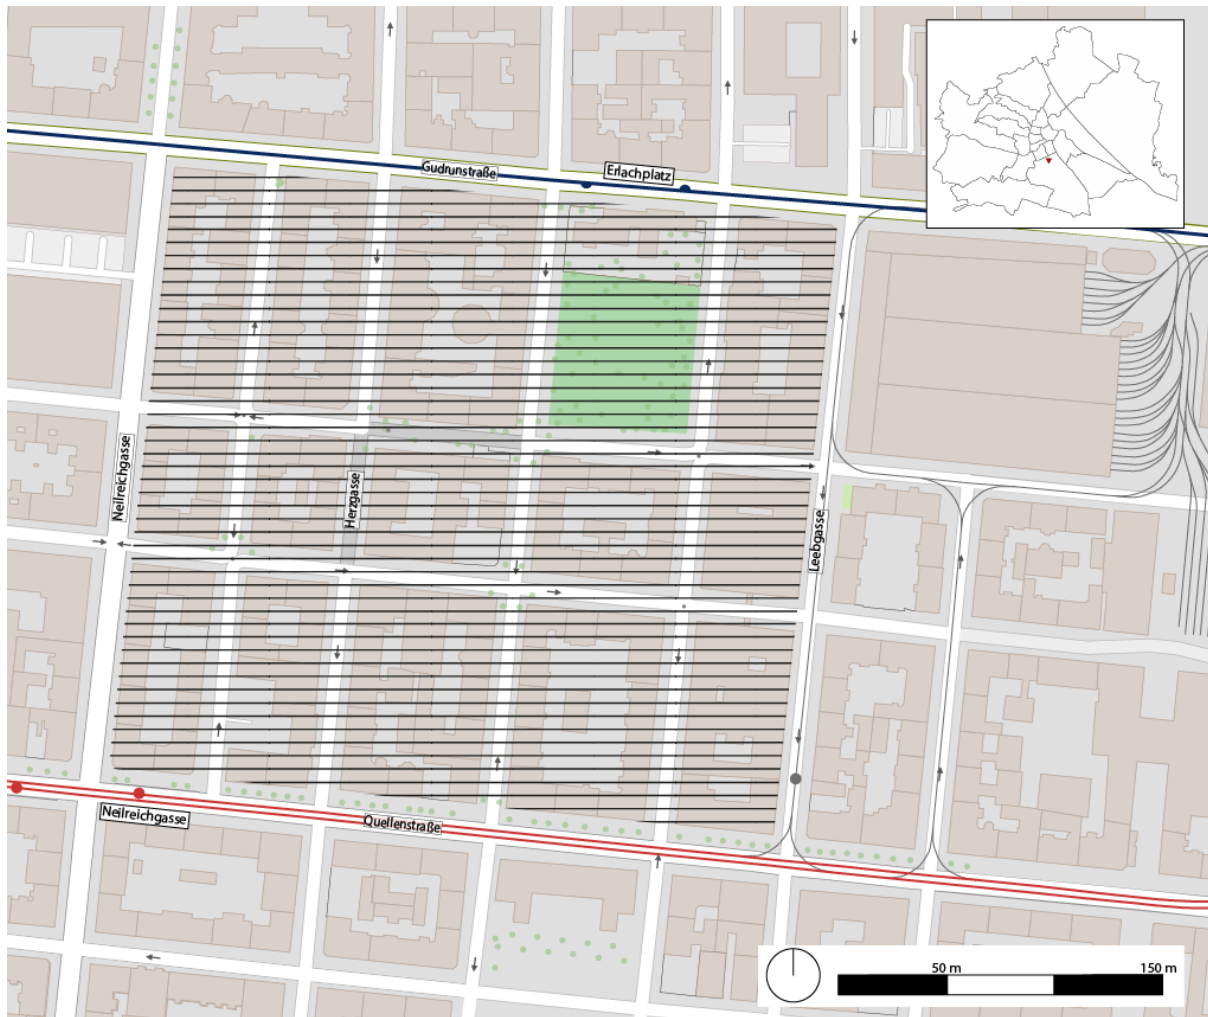 Gudrunstraße
Erlachplatz
Neilreichgasse
Herzgasse
Leebgasse
Neilreichgasse
Quellenstraße
50 m
150 m